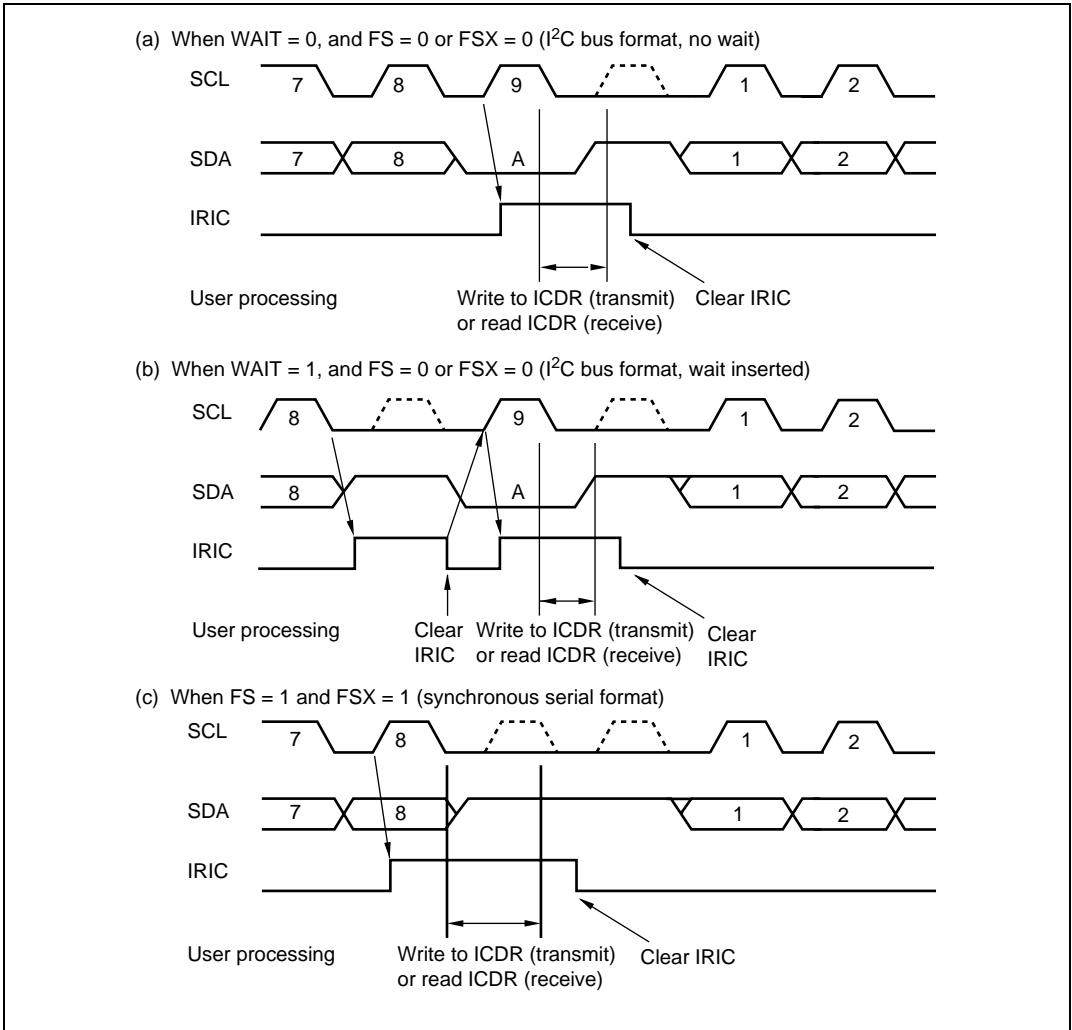 (a) When WAIT = 0, and FS = 0 or FSX = 0 (I²C bus format, no wait)
SCL 7 8 9 1 2
SDA 7 8 A 1 2
IRIC
User processing Write to ICDR (transmit) Clear IRIC
or read ICDR (receive)
(b) When WAIT = 1, and FS = 0 or FSX = 0 (I²C bus format, wait inserted)
SCL 8 9 1 2
SDA 8 A 1 2
IRIC
User processing Clear Write to ICDR (transmit) Clear
IRIC or read ICDR (receive) IRIC
(c) When FS = 1 and FSX = 1 (synchronous serial format)
SCL 7 8 1 2
SDA 7 8 1 2
IRIC
User processing Write to ICDR (transmit) Clear IRIC
or read ICDR (receive)